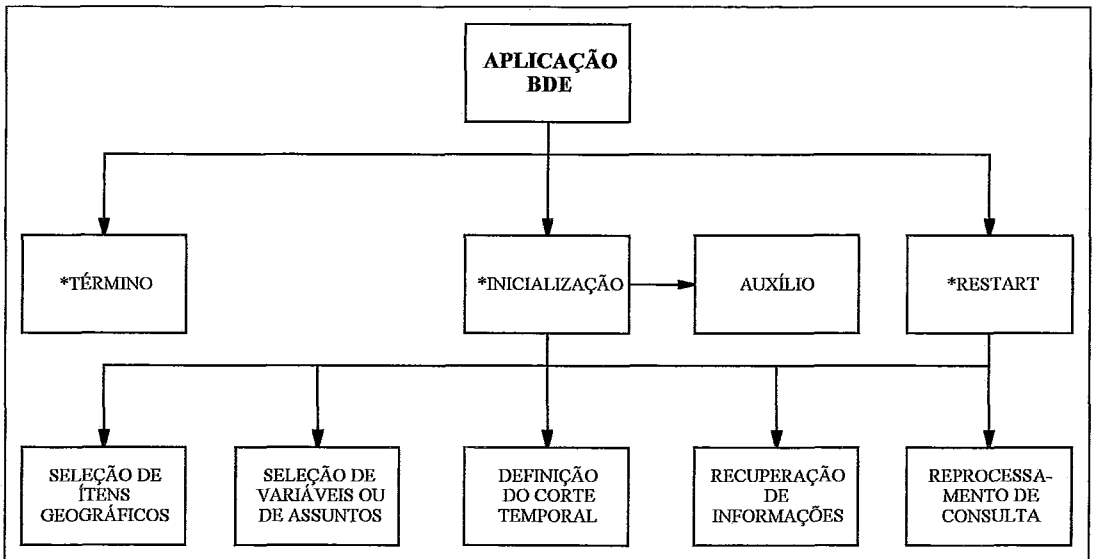 APLICAÇÃO
BDE
*TÉRMINO
*INICIALIZAÇÃO
AUXÍLIO
*RESTART
SELEÇÃO DE
ÍTENS
GEOGRÁFICOS
SELEÇÃO DE
VARIÁVEIS OU
DE ASSUNTOS
DEFINIÇÃO
DO CORTE
TEMPORAL
RECUPERAÇÃO
DE
INFORMAÇÕES
REPROCESSA-
MENTO DE
CONSULTA